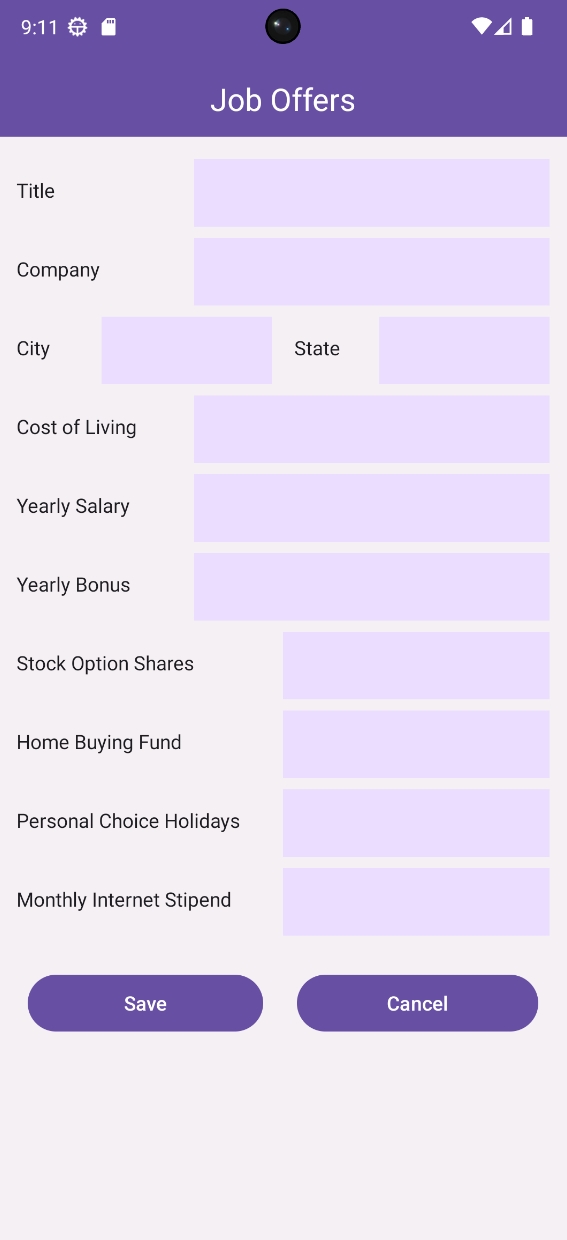 9:11
Job Offers
Title
Company
City State
Cost of Living
Yearly Salary
Yearly Bonus
Stock Option Shares
Home Buying Fund
Personal Choice Holidays
Monthly Internet Stipend
Save Cancel